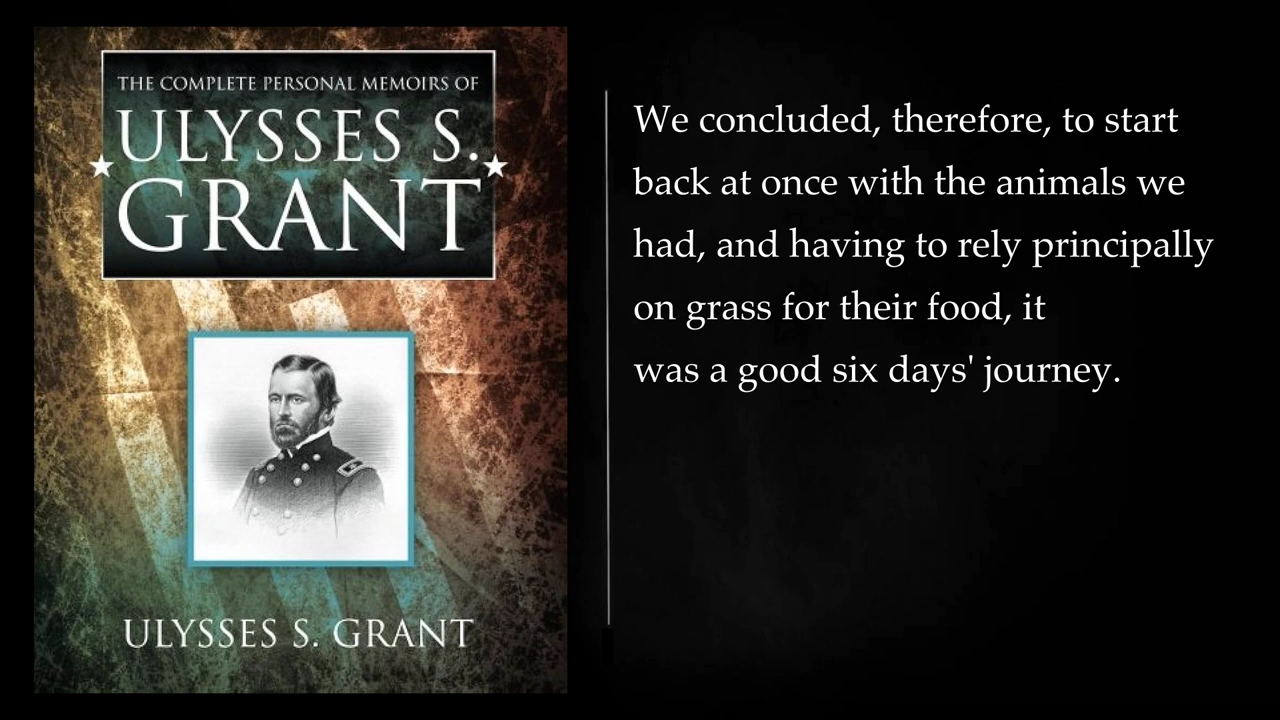 THE COMPLETE PERSONAL MEMOIRS OF
ULYSSES S.
GRANT
ULYSSES S. GRANT
We concluded, therefore, to start
back at once with the animals we
had, and having to rely principally
on grass for their food, it
was a good six days' journey.